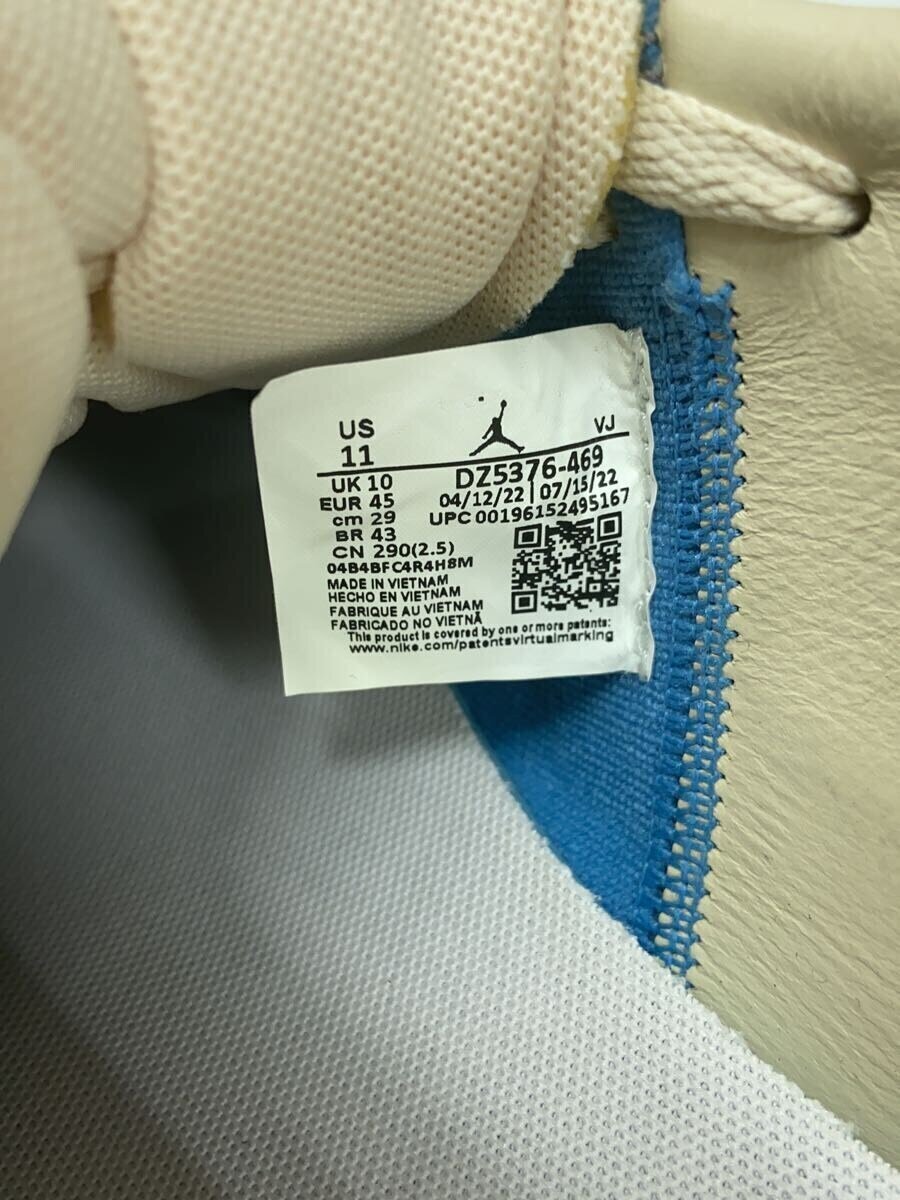 US
11
VJ
UK 10
EUR 45
cm 29
BR 43
CN 290(2.5)
DZ5376-469
04/12/22 | 07/15/22
UPC 00196152495167
04B4BFC4R4H8M
MADE IN VIETNAM
HECHO EN VIETNAM
FABRIQUE AU VIETNAM
FABRICADO NO VIETNÃ
This product is covered by one or more patents:
www.nike.com/patentsvirtualmarking